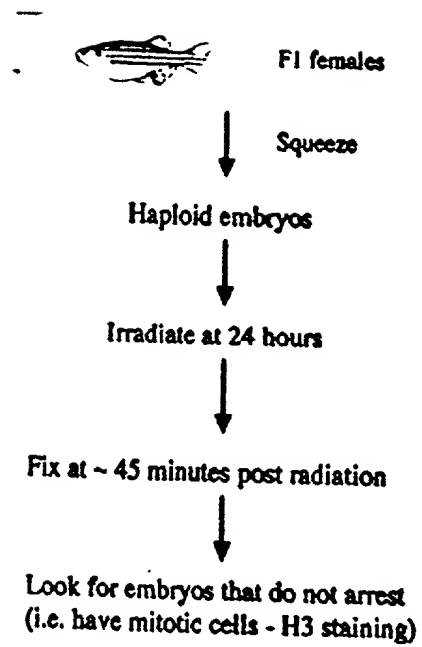 F1 females
Squeeze
Haploid embryos
Irradiate at 24 hours
Fix at ~ 45 minutes post radiation
Look for embryos that do not arrest
(i.e. have mitotic cells - H3 staining)